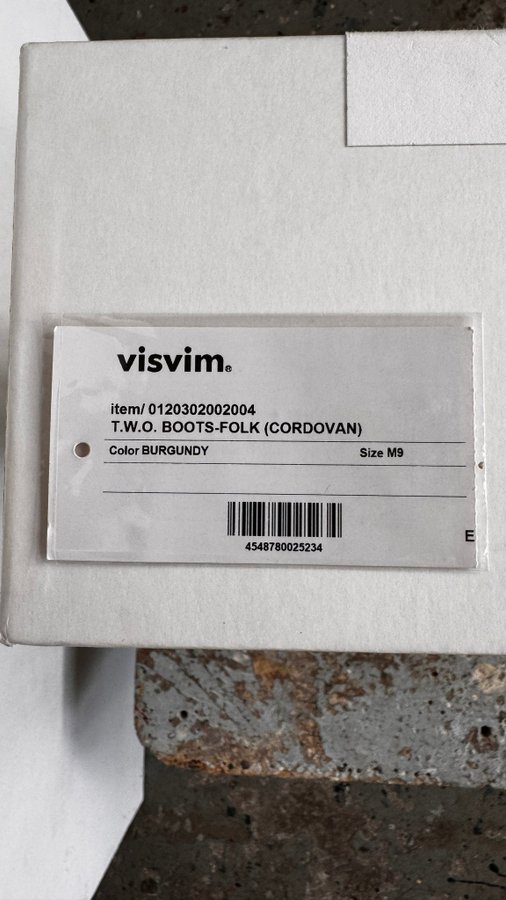 visvim®
item/ 0120302002004
T.W.O. BOOTS-FOLK (CORDOVAN)
Color BURGUNDY Size M9
4548780025234
E